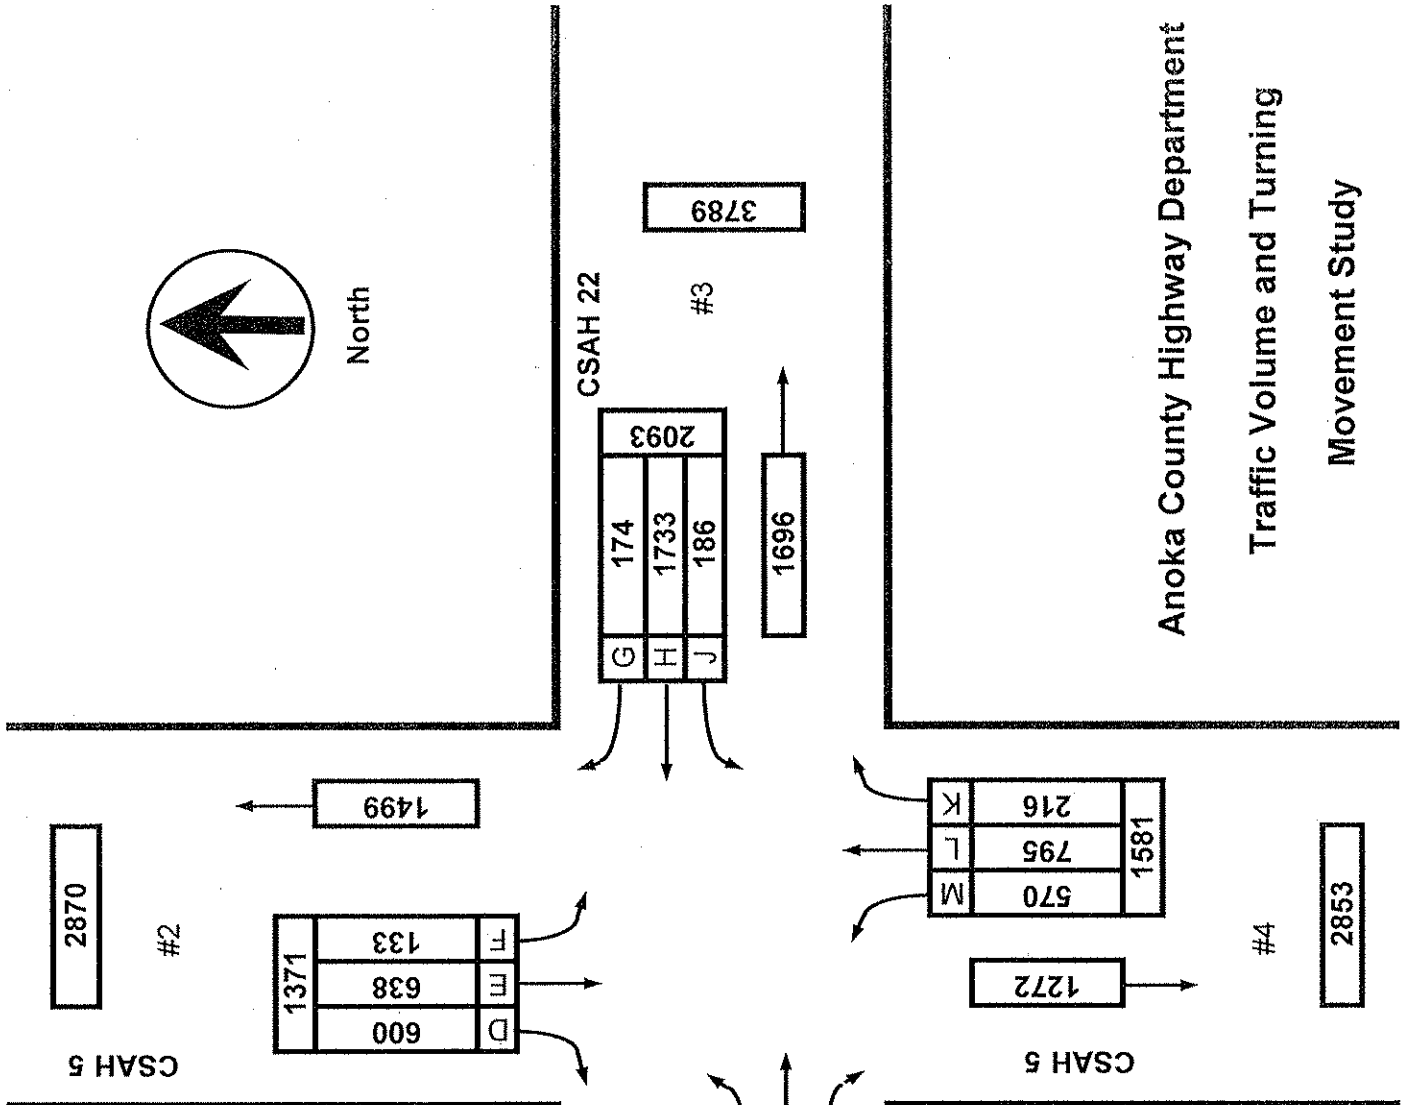 2870
#2
1499
1371
133
638
600
F
E
D
CSAH 5
North
CSAH 22
#3
3789
2093
G 174
H 1733
J 186
1696
K 216
L 795
M 570
1581
1272
#4
2853
CSAH 5
Anoka County Highway Department
Traffic Volume and Turning
Movement Study